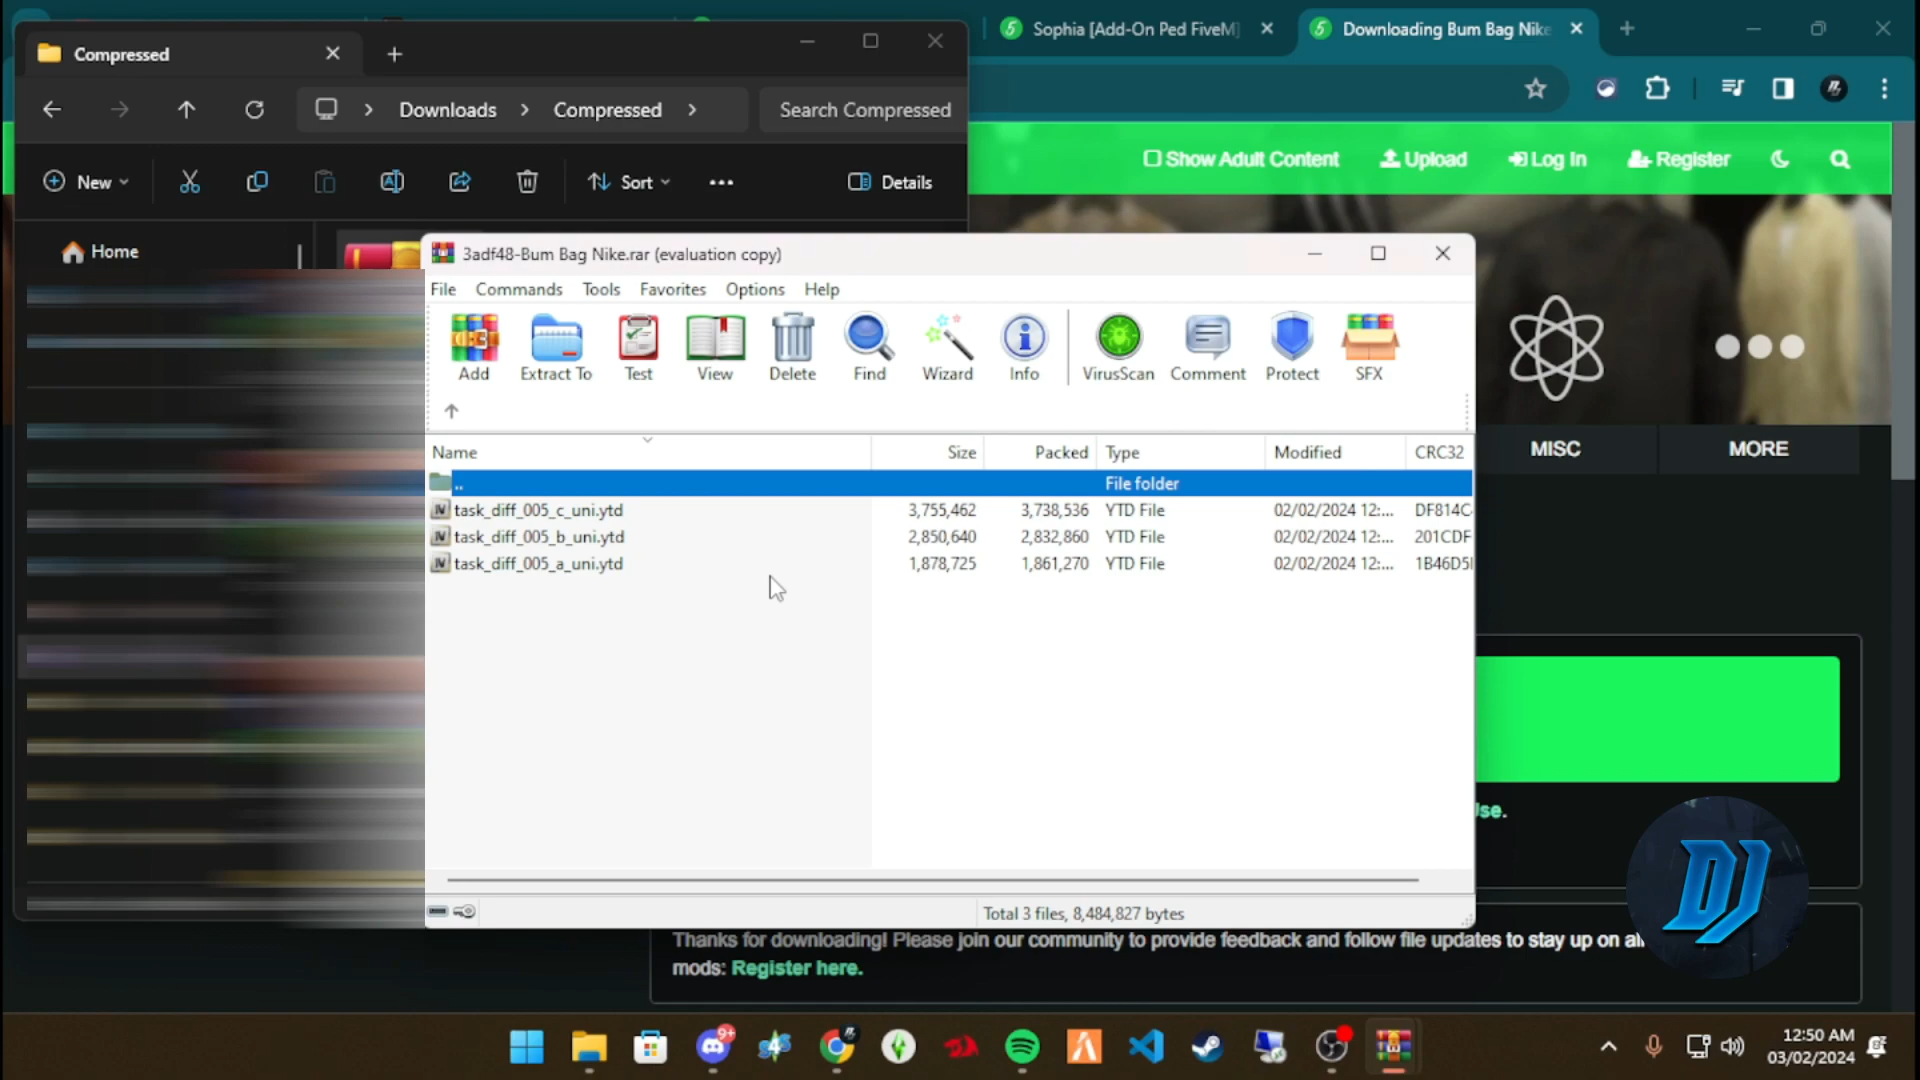 Compressed
Sophia [Add-On Ped FiveM]
Downloading Bum Bag Nike
Downloads > Compressed >
Search Compressed
New
Sort
Details
Show Adult Content
Upload
Log In
Register
Home
3adf48-Bum Bag Nike.rar (evaluation copy)
File Commands Tools Favorites Options Help
Add Extract To Test View Delete Find Wizard Info VirusScan Comment Protect SFX
Name Size Packed Type Modified CRC32
.. File folder
task_diff_005_c_uni.ytd 3,755,462 3,738,536 YTD File 02/02/2024 12:... DF814C
task_diff_005_b_uni.ytd 2,850,640 2,832,860 YTD File 02/02/2024 12:... 201CDF
task_diff_005_a_uni.ytd 1,878,725 1,861,270 YTD File 02/02/2024 12:... 1B46D5
MISC
MORE
Total 3 files, 8,484,827 bytes
Thanks for downloading! Please join our community to provide feedback and follow file updates to stay up on all
mods: Register here.
DJ
9+
12:50 AM
03/02/2024